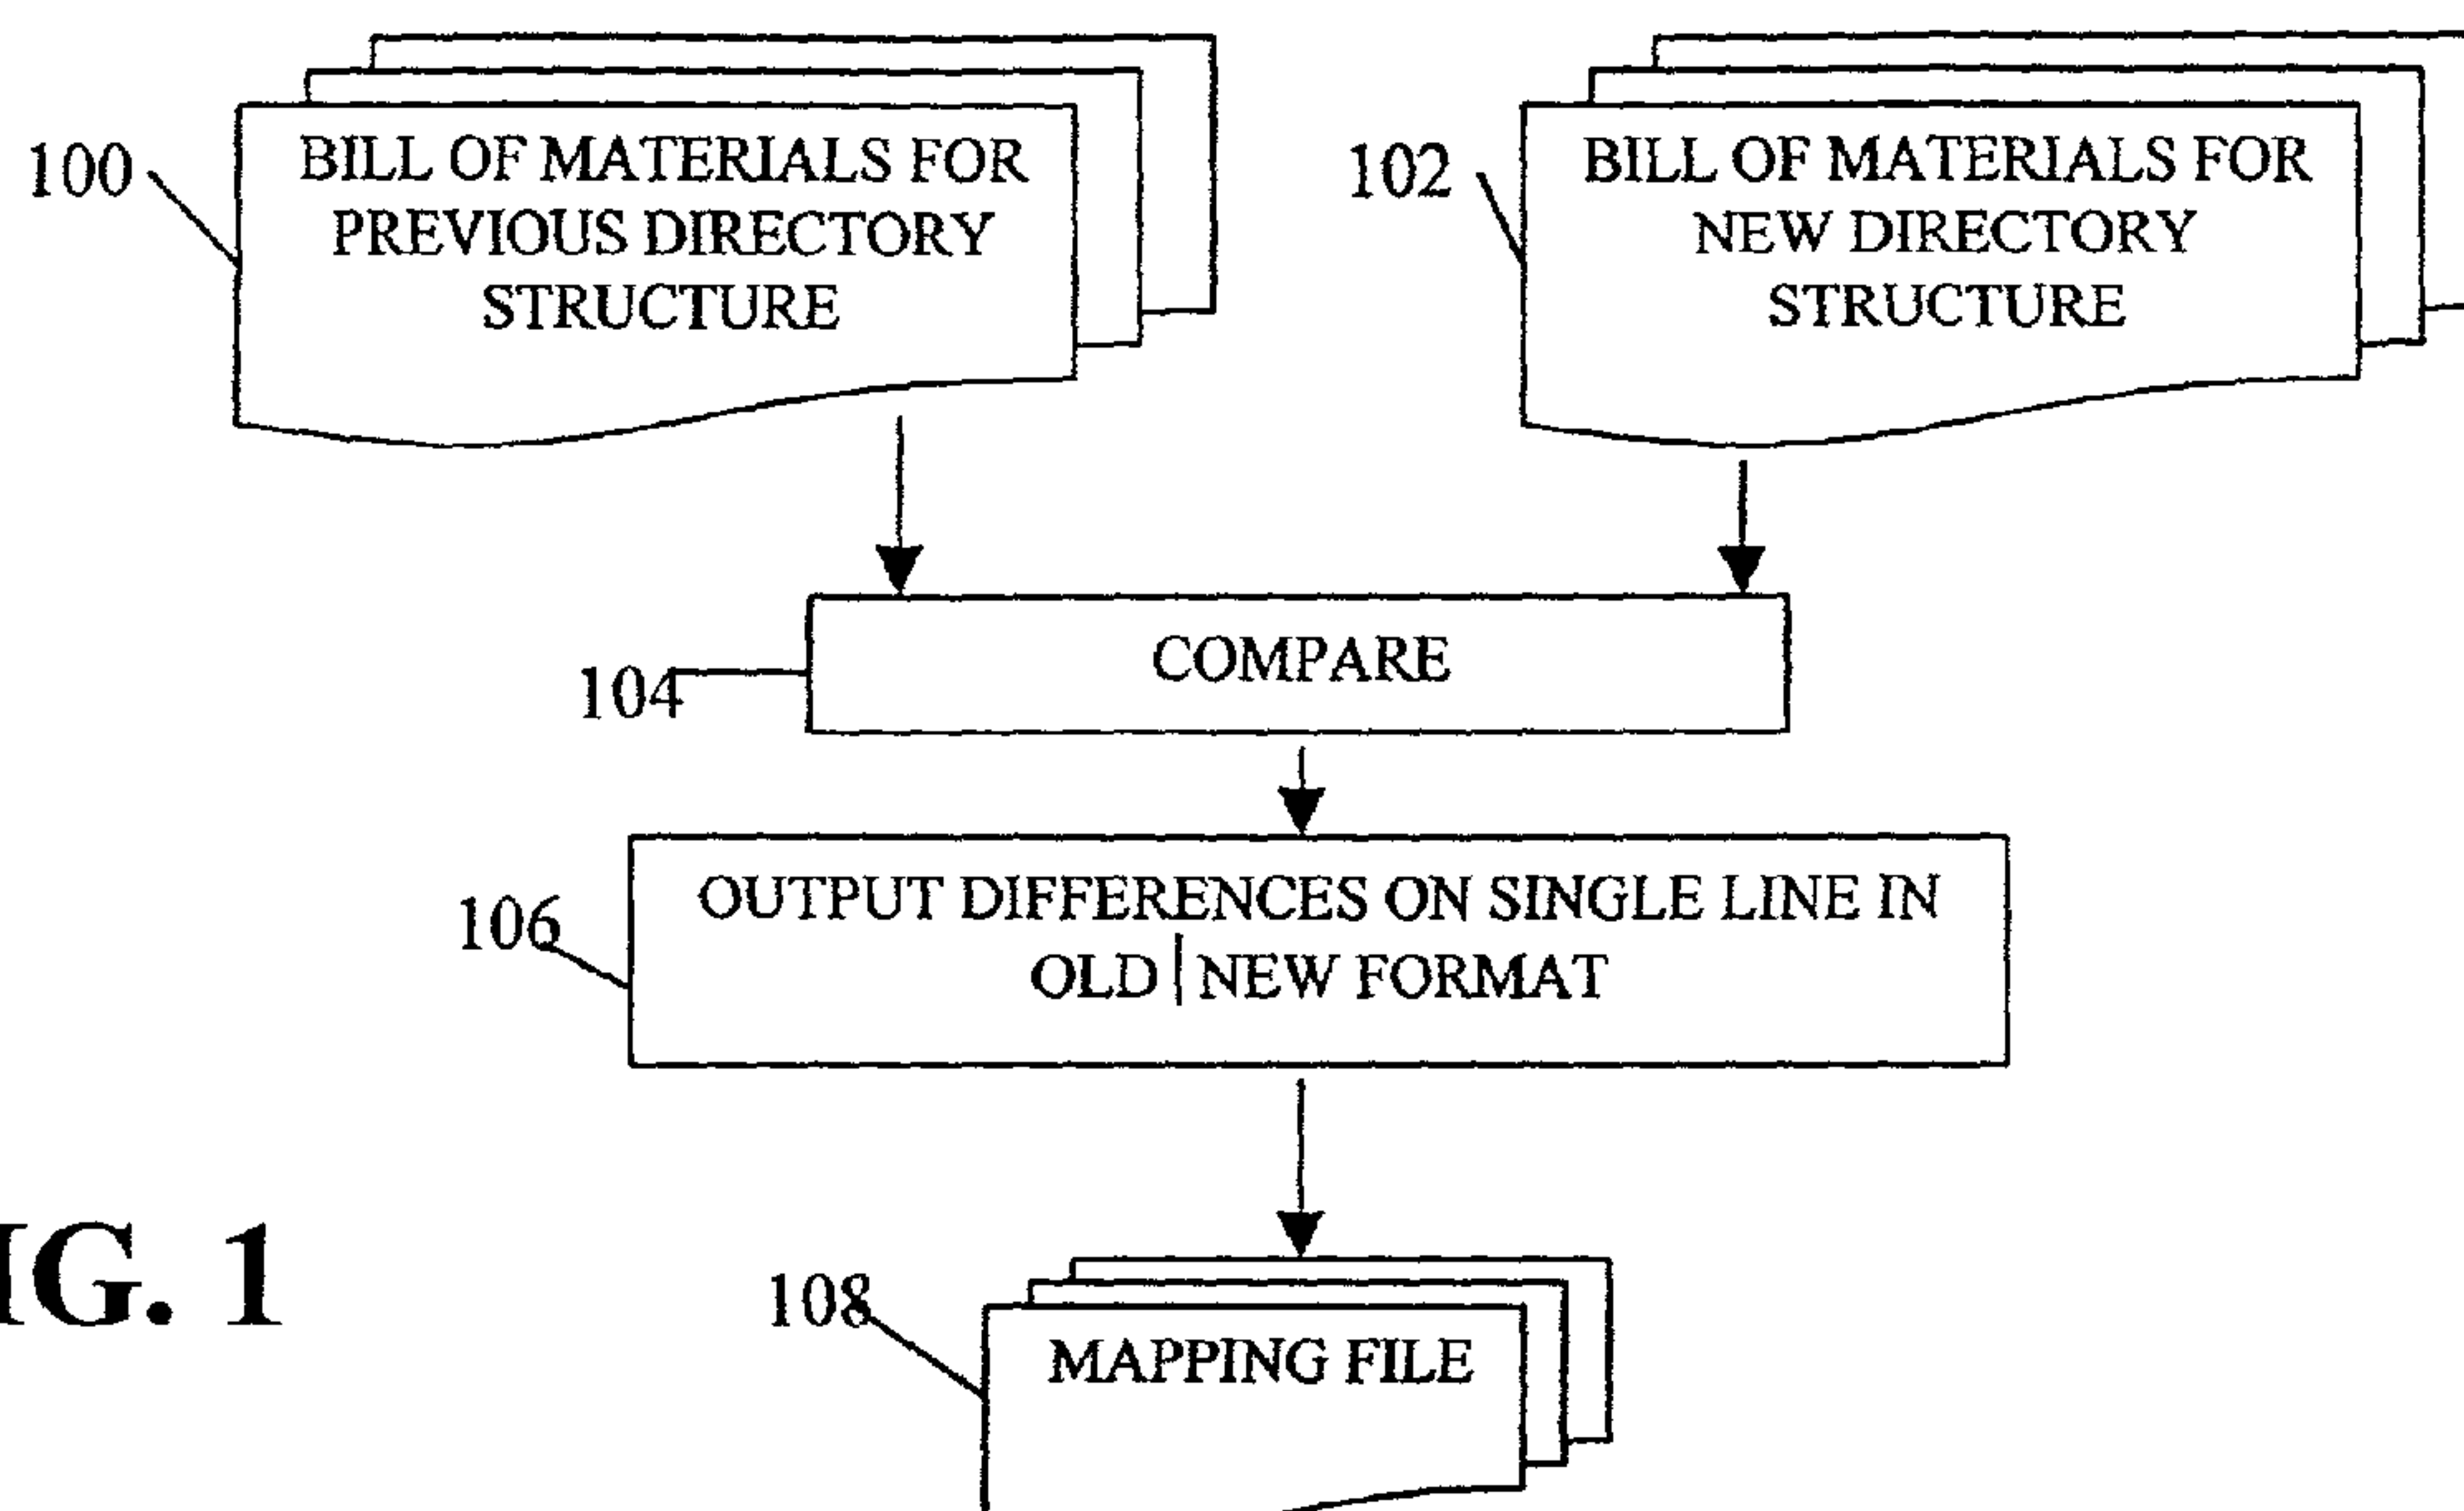 100
BILL OF MATERIALS FOR
PREVIOUS DIRECTORY
STRUCTURE
102
BILL OF MATERIALS FOR
NEW DIRECTORY
STRUCTURE
104
COMPARE
106
OUTPUT DIFFERENCES ON SINGLE LINE IN
OLD | NEW FORMAT
108
MAPPING FILE
IG. 1